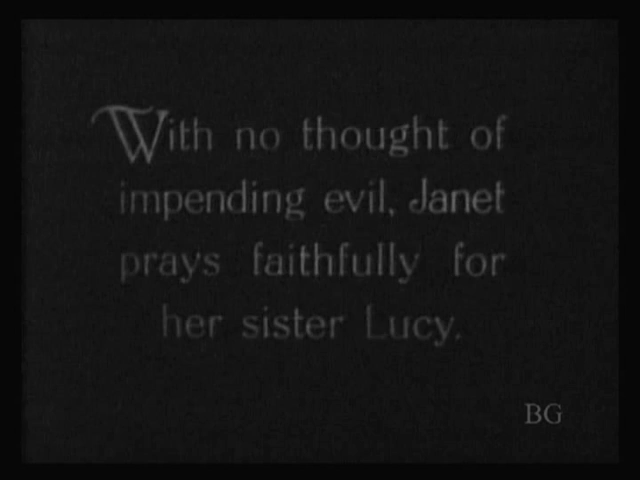 With no thought of
impending evil, Janet
prays faithfully for
her sister Lucy.
BG